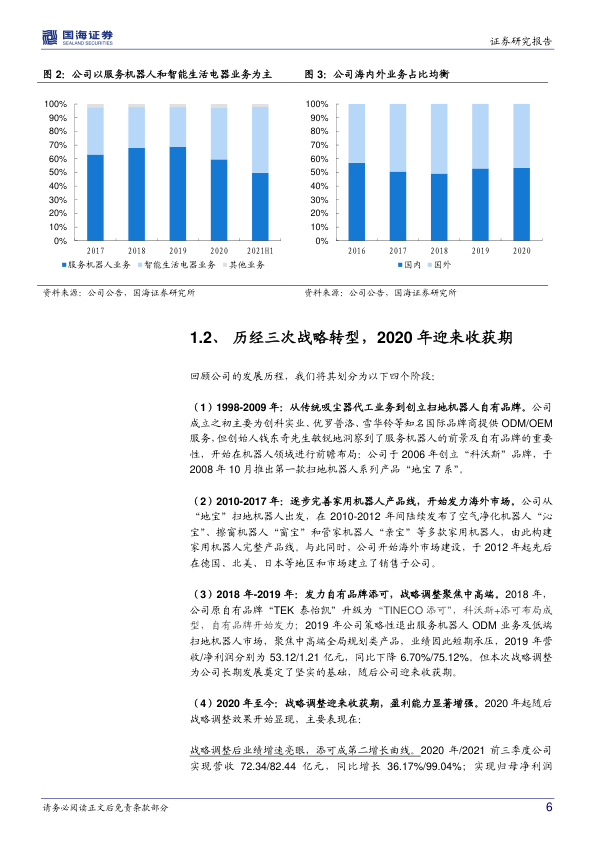 国海证券
SEALAND SECURITIES
证券研究报告
图 2：公司以服务机器人和智能生活电器业务为主
100%
90%
80%
70%
60%
50%
40%
30%
20%
10%
0%
2017 2018 2019 2020 2021H1
服务机器人业务 智能生活电器业务 其他业务
资料来源：公司公告，国海证券研究所
图 3：公司海内外业务占比均衡
100%
90%
80%
70%
60%
50%
40%
30%
20%
10%
0%
2016 2017 2018 2019 2020
国内 国外
资料来源：公司公告，国海证券研究所
1.2、 历经三次战略转型，2020 年迎来收获期
回顾公司的发展历程，我们将其划分为以下四个阶段：
（1）1998-2009 年：从传统吸尘器代工业务到创立扫地机器人自有品牌。公司
成立之初主要为创科实业、优罗普洛、雪华铃等知名国际品牌商提供 ODM/OEM
服务，但创始人钱东奇先生敏锐地洞察到了服务机器人的前景及自有品牌的重要
性，开始在机器人领域进行前瞻布局：公司于 2006 年创立“科沃斯”品牌，于
2008 年 10 月推出第一款扫地机器人系列产品“地宝 7 系”。
（2）2010-2017 年：逐步完善家用机器人产品线，开始发力海外市场。公司从
“地宝”扫地机器人出发，在 2010-2012 年间陆续发布了空气净化机器人“沁
宝”、擦窗机器人“窗宝”和管家机器人“亲宝”等多款家用机器人，由此构建
家用机器人完整产品线。与此同时，公司开始海外市场建设，于 2012 年起先后
在德国、北美、日本等地区和市场建立了销售子公司。
（3）2018 年-2019 年：发力自有品牌添可，战略调整聚焦中高端。2018 年，
公司原自有品牌“TEK 泰怡凯”升级为“TINECO 添可”，科沃斯+添可布局成
型，自有品牌开始发力；2019 年公司策略性退出服务机器人 ODM 业务及低端
扫地机器人市场，聚焦中高端全局规划类产品，业绩因此短期承压，2019 年营
收/净利润分别为 53.12/1.21 亿元，同比下降 6.70%/75.12%。但本次战略调整
为公司长期发展奠定了坚实的基础，随后公司迎来收获期。
（4）2020 年至今：战略调整迎来收获期，盈利能力显著增强。2020 年起随后
战略调整效果开始显现，主要表现在：
战略调整后业绩增速亮眼，添可成第二增长曲线。2020 年/2021 前三季度公司
实现营收 72.34/82.44 亿元，同比增长 36.17%/99.04%；实现归母净利润
请务必阅读正文后免责条款部分
6